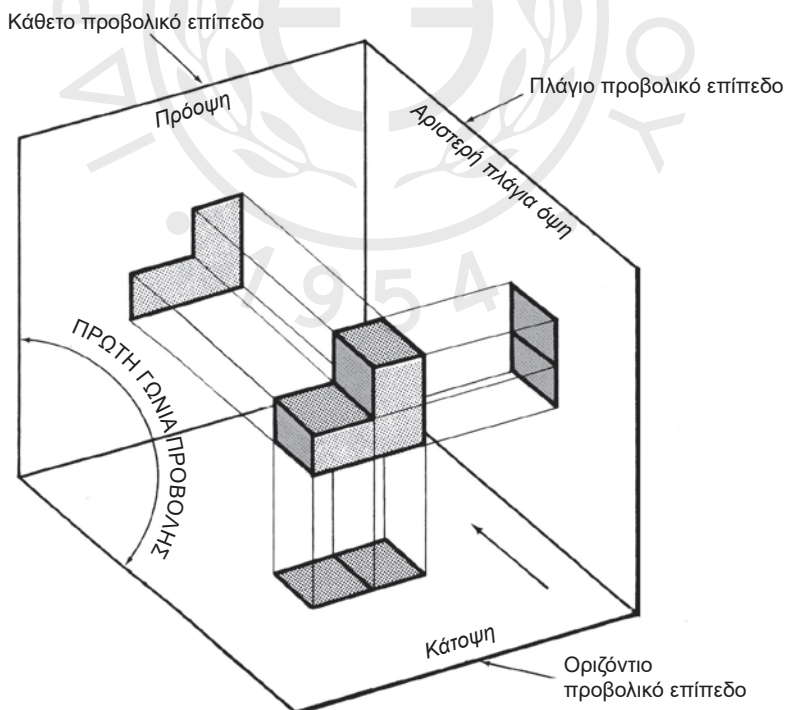 Κάθετο προβολικό επίπεδο
Πρόοψη
Πλάγιο προβολικό επίπεδο
Αριστερή πλάγια όψη
1954
ΠΡΩΤΗ ΓΩΝΙΑ ΠΡΟΒΟΛΗΣ
Κάτοψη
Οριζόντιο
προβολικό επίπεδο